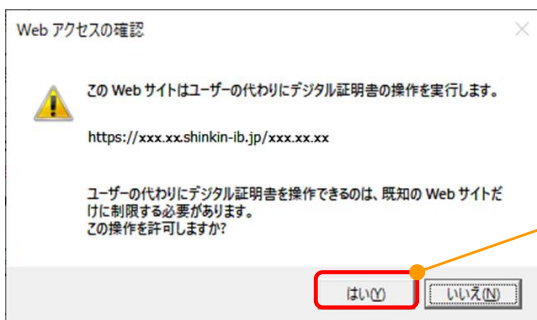 Web アクセスの確認
この Web サイトはユーザーの代わりにデジタル証明書の操作を実行します。
https://xxx.xx.shinkin-ib.jp/xxx.xx.xx
ユーザーの代わりにデジタル証明書を操作できるのは、既知の Web サイトだ
けに制限する必要があります。
この操作を許可しますか?
はい(Y)
いいえ(N)